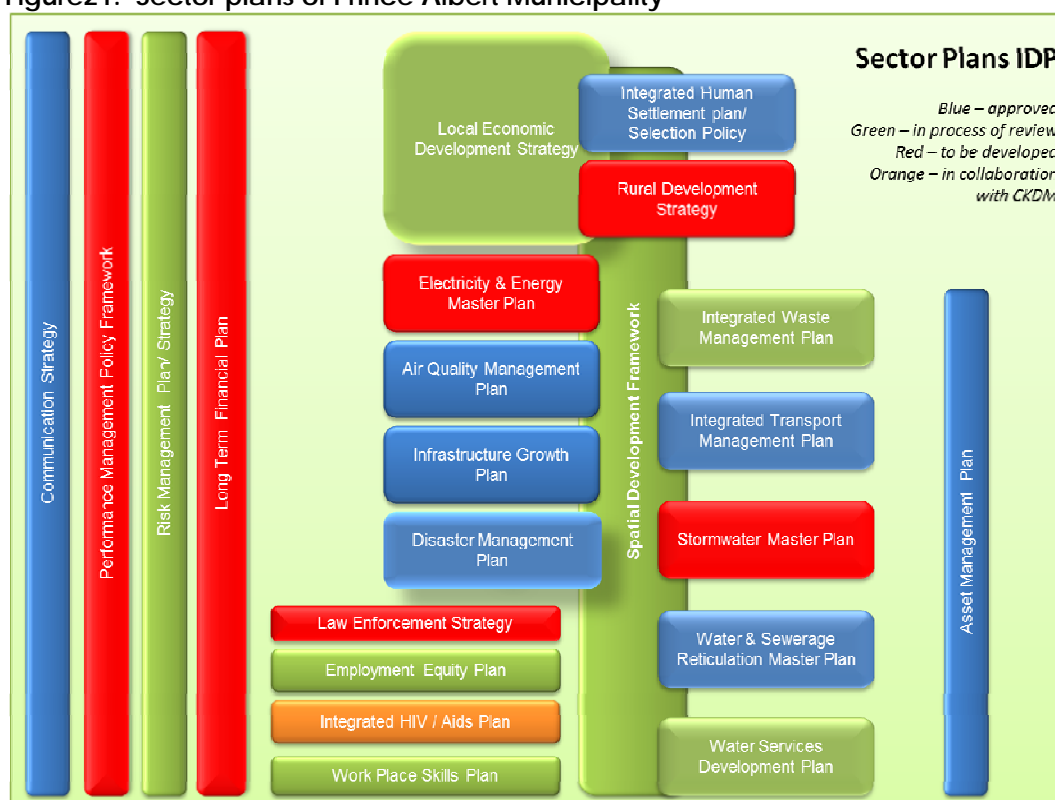 Figure21: Sector plans of Prince Albert Municipality
Sector Plans IDP
Blue – approved
Green – in process of review
Red – to be developed
Orange – in collaboration
with CKDM
Communication Strategy
Performance Management Policy Framework
Risk Management Plan/ Strategy
Long Term Financial Plan
Local Economic
Development Strategy
Integrated Human
Settlement plan/
Selection Policy
Rural Development
Strategy
Electricity & Energy
Master Plan
Air Quality Management
Plan
Infrastructure Growth
Plan
Disaster Management
Plan
Law Enforcement Strategy
Employment Equity Plan
Integrated HIV / Aids Plan
Work Place Skills Plan
Spatial Development Framework
Integrated Waste
Management Plan
Integrated Transport
Management Plan
Stormwater Master Plan
Water & Sewerage
Reticulation Master Plan
Water Services
Development Plan
Asset Management Plan